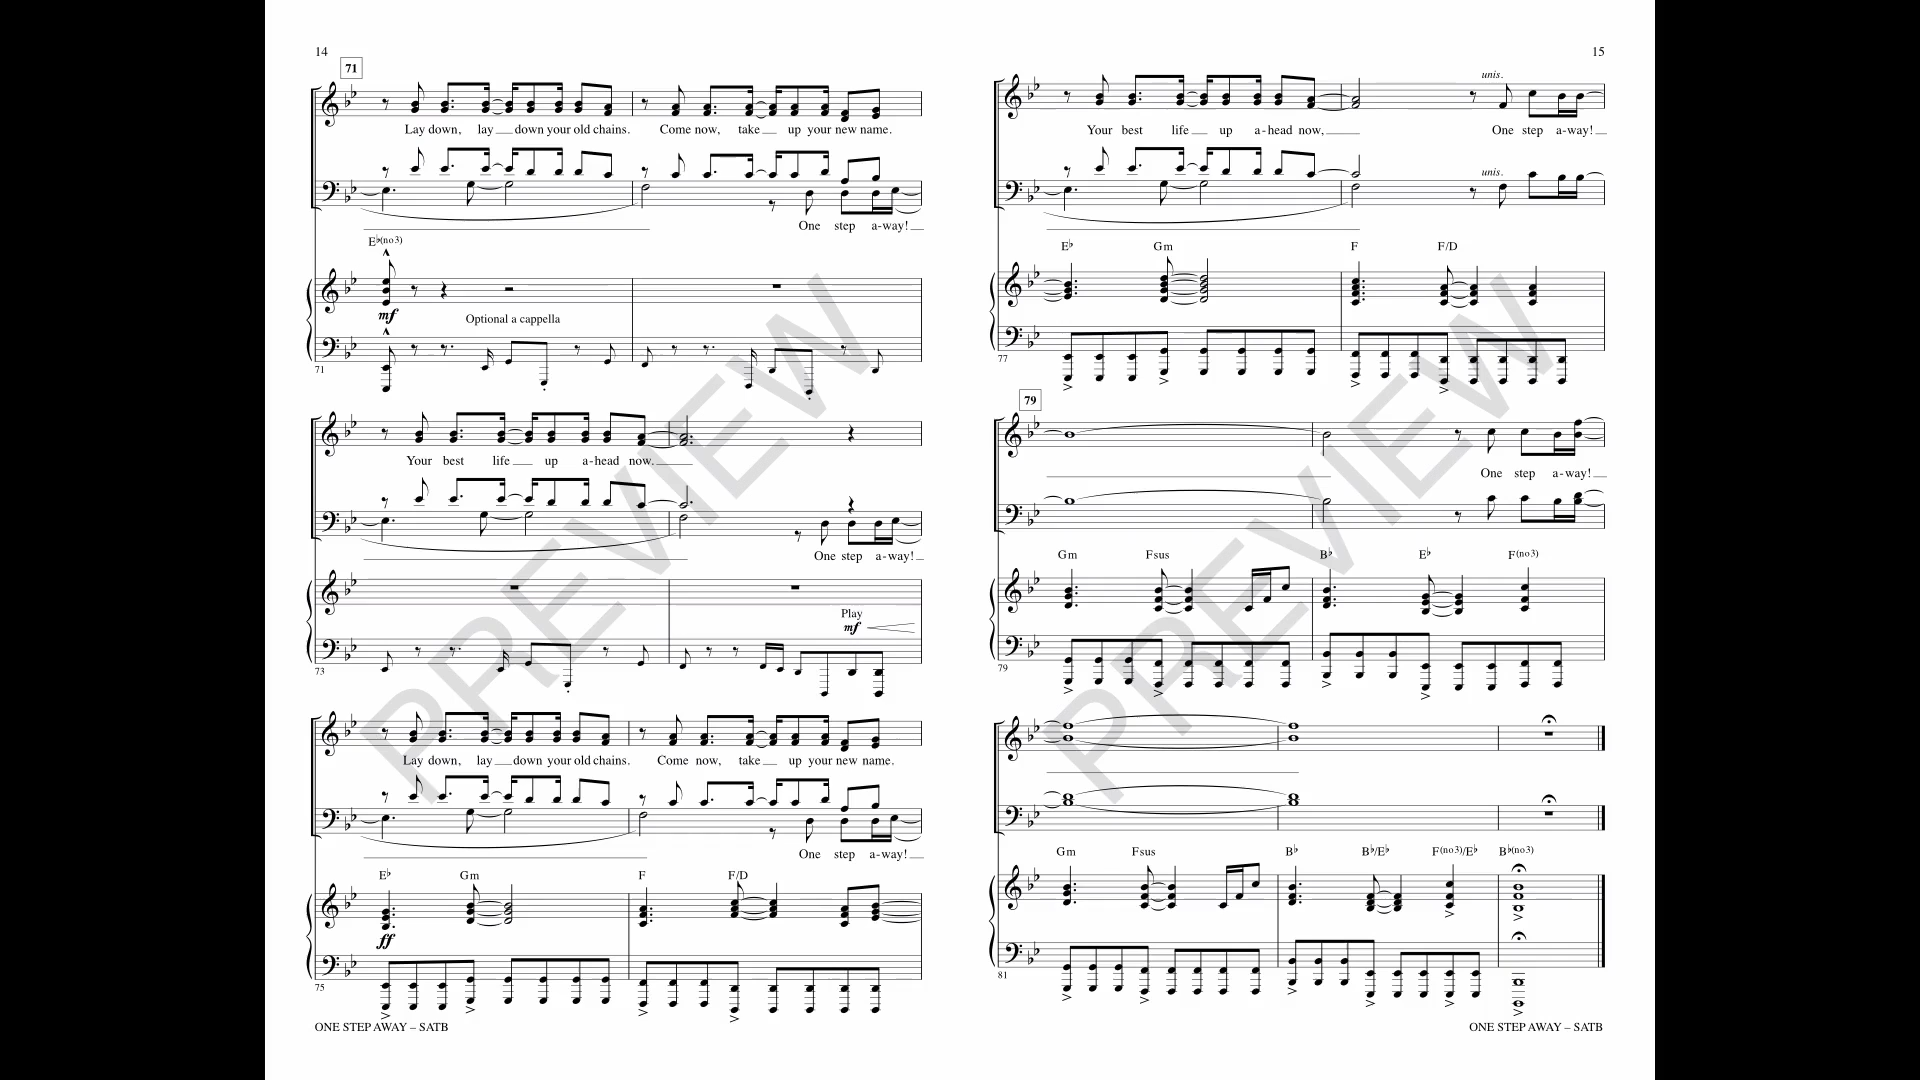 14
71
Lay down, lay down your old chains. Come now, take up your new name.
One step a-way!
E♭(no3)
mf
Optional a cappella
71
Your best life up a-head now.
One step a-way!
Play
mf
73
Lay down, lay down your old chains. Come now, take up your new name.
One step a-way!
E♭ Gm F F/D
ff
75
ONE STEP AWAY – SATB
PREVIEW
15
unis.
Your best life up a-head now, One step a-way!
unis.
E♭ Gm F F/D
77
79
One step a-way!
Gm Fsus B♭ E♭ F(no3)
79
Gm Fsus B♭ B♭/E♭ F(no3)/E♭ B♭(no3)
81
ONE STEP AWAY – SATB
PREVIEW